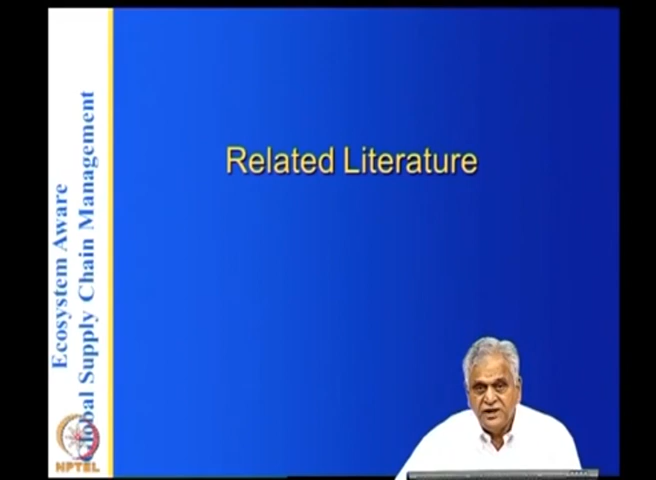 Related Literature
Ecosystem Aware
Global Supply Chain Management
NPTEL